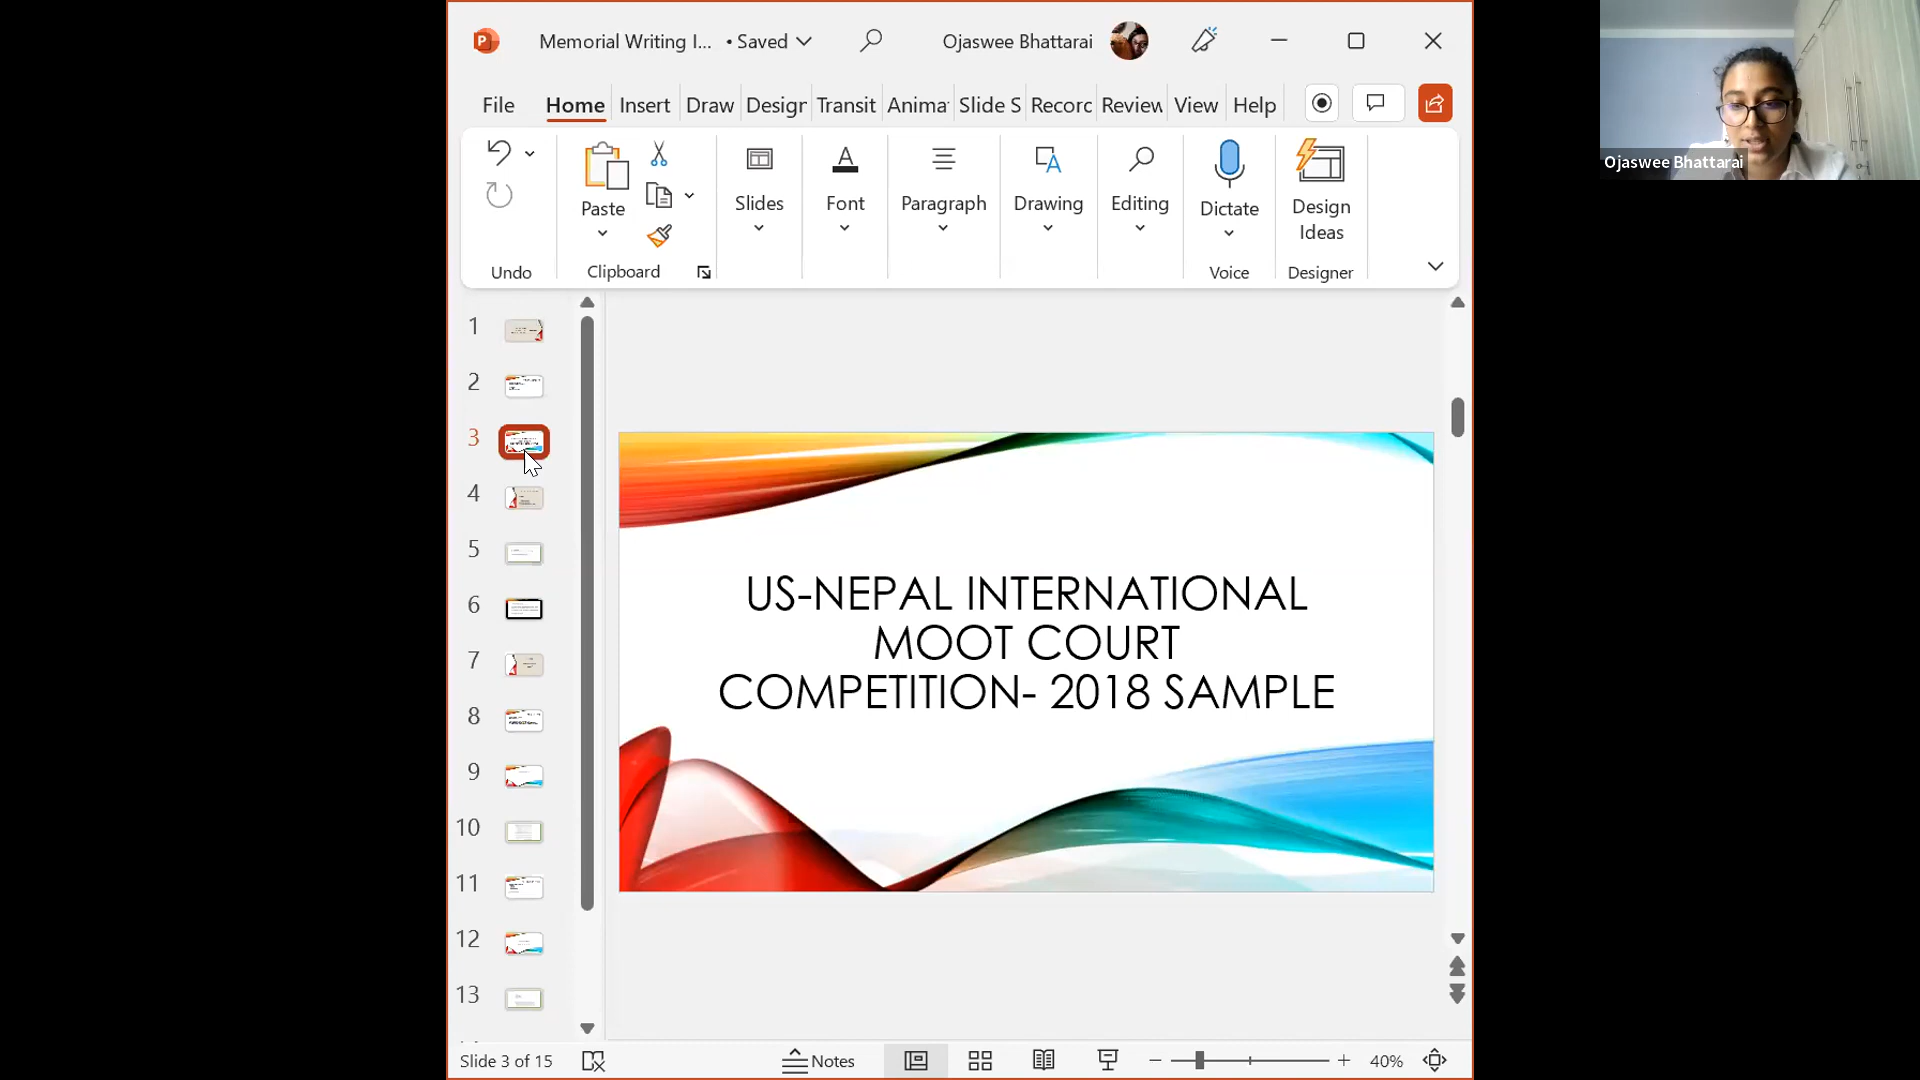 Memorial Writing I... • Saved
Ojaswee Bhattarai
File Home Insert Draw Design Transit Anima Slide S Record Review View Help
Paste
Slides
Font
Paragraph
Drawing
Editing
Dictate
Design
Ideas
Undo
Clipboard
Voice
Designer
1
2
3
4
5
6
7
8
9
10
11
12
13
US-NEPAL INTERNATIONAL
MOOT COURT
COMPETITION- 2018 SAMPLE
Slide 3 of 15
Notes
40%
Ojaswee Bhattarai